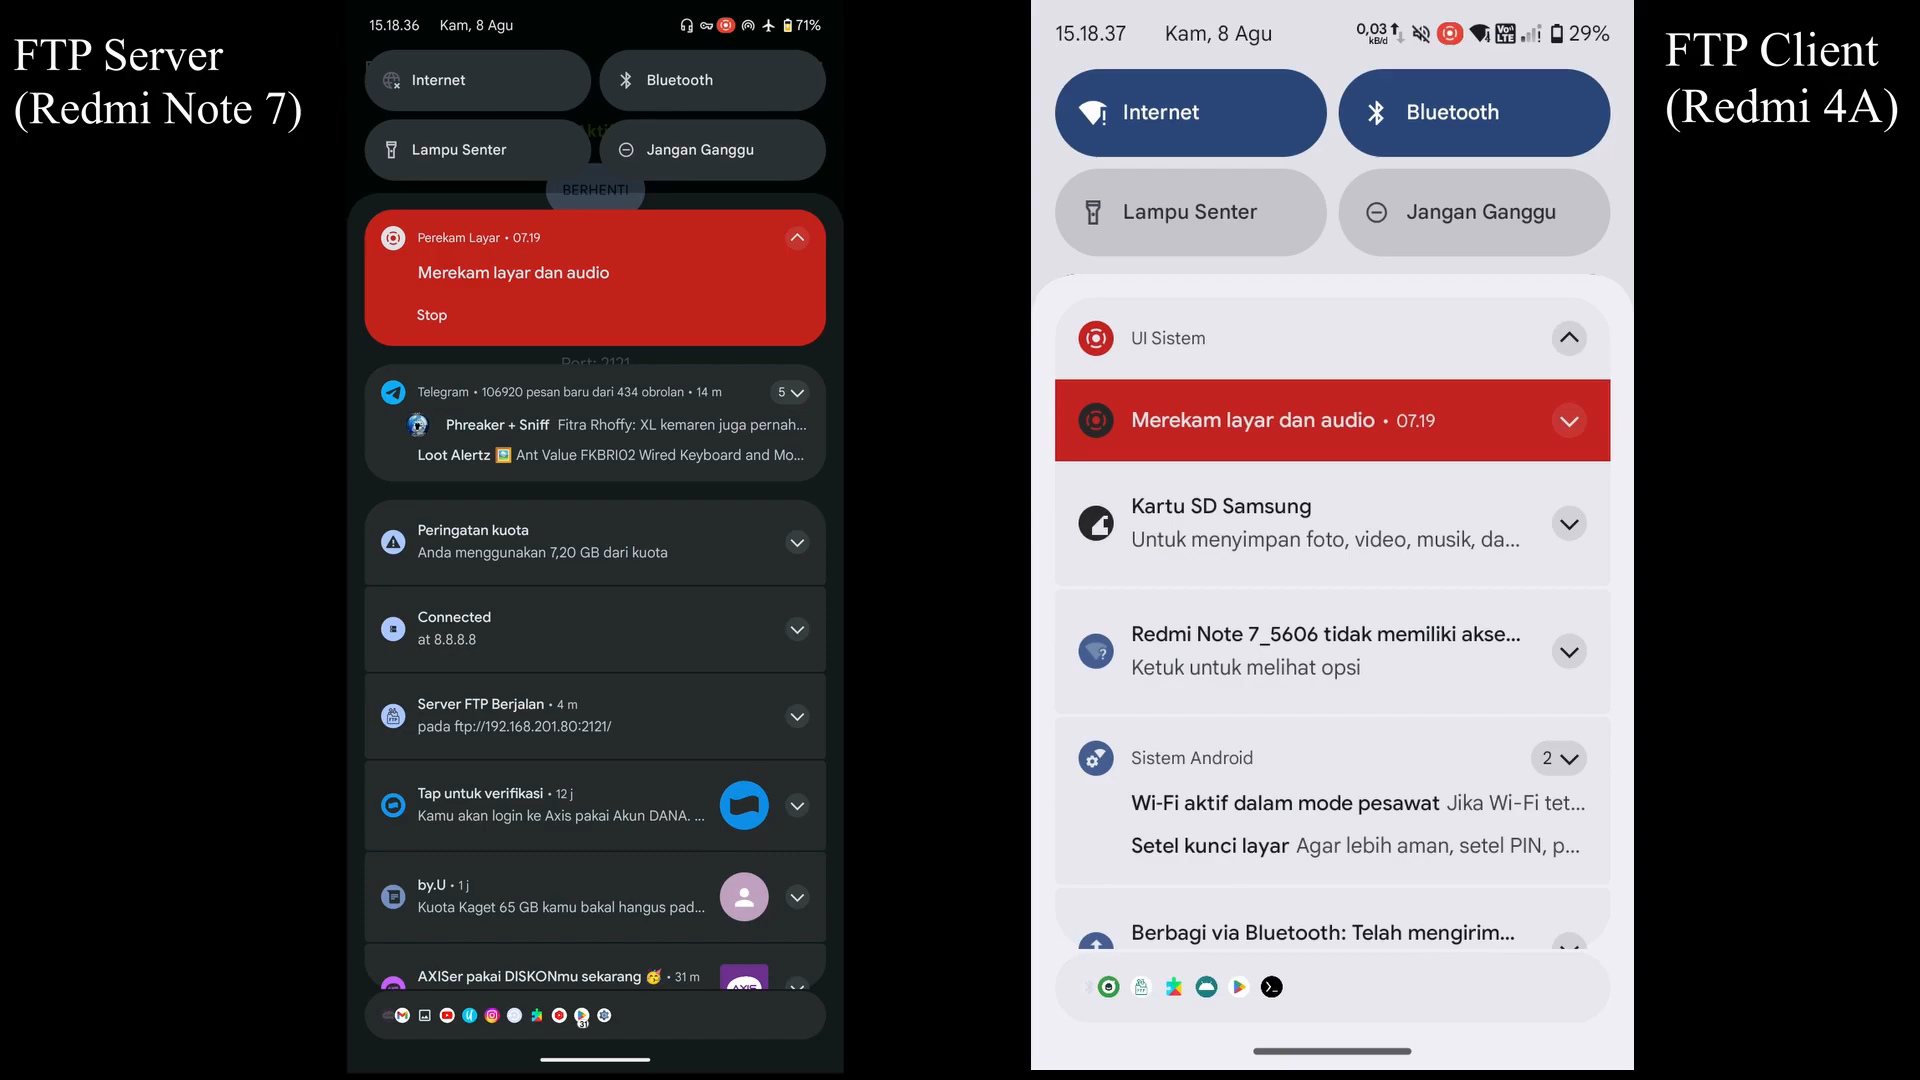 FTP Server
(Redmi Note 7)
15.18.36 Kam, 8 Agu 71%
Internet Bluetooth
Lampu Senter Jangan Ganggu
BERHENTI
Perekam Layar • 07.19
Merekam layar dan audio
Stop
Port: 2121
Telegram • 106920 pesan baru dari 434 obrolan • 14 m 5
Phreaker + Sniff Fitra Rhoffy: XL kemaren juga pernah...
Loot Alertz 🖼️ Ant Value FKBRI02 Wired Keyboard and Mo...
Peringatan kuota
Anda menggunakan 7,20 GB dari kuota
Connected
at 8.8.8.8
Server FTP Berjalan • 4 m
pada ftp://192.168.201.80:2121/
Tap untuk verifikasi • 12 j
Kamu akan login ke Axis pakai Akun DANA. ...
by.U • 1 j
Kuota Kaget 65 GB kamu bakal hangus pad...
AXISer pakai DISKONmu sekarang 🥳 • 31 m
AXIS
15.18.37 Kam, 8 Agu 0,03 kB/d Vo LTE 29%
Internet Bluetooth
Lampu Senter Jangan Ganggu
UI Sistem
Merekam layar dan audio • 07.19
Kartu SD Samsung
Untuk menyimpan foto, video, musik, da...
Redmi Note 7_5606 tidak memiliki akse...
Ketuk untuk melihat opsi
Sistem Android 2
Wi-Fi aktif dalam mode pesawat Jika Wi-Fi tet...
Setel kunci layar Agar lebih aman, setel PIN, p...
Berbagi via Bluetooth: Telah mengirim...
FTP Client
(Redmi 4A)